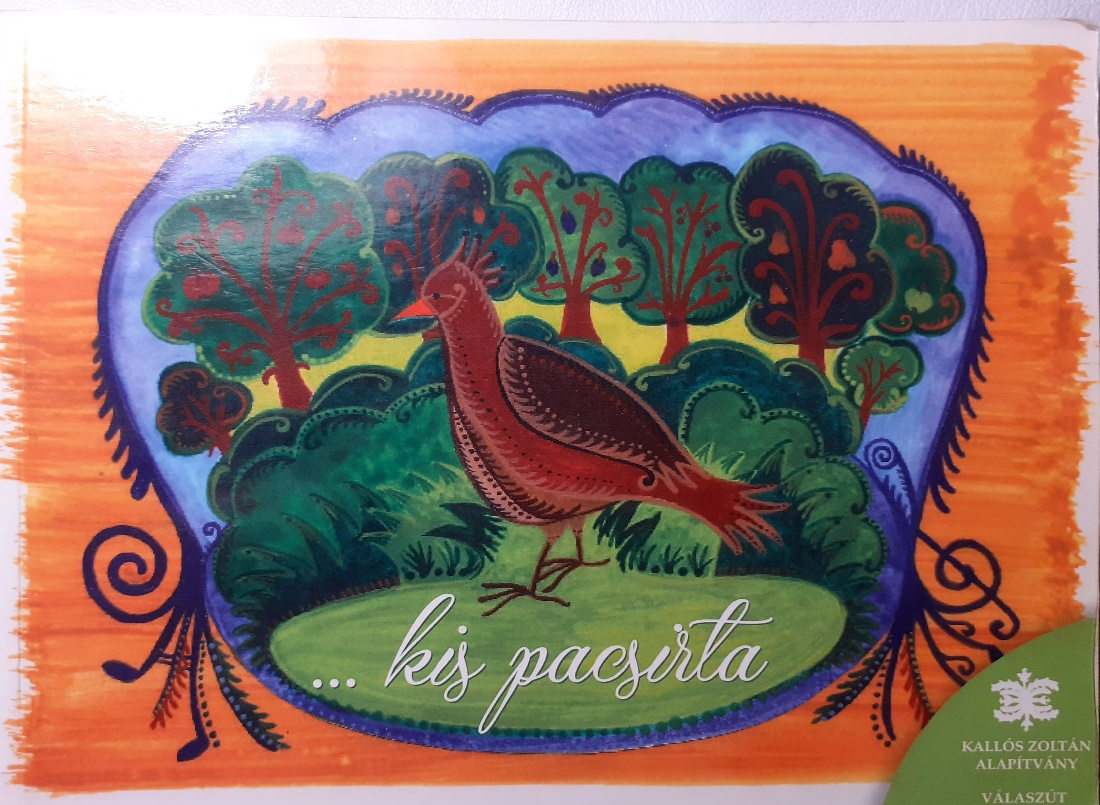 ... kis pacsirta
KALLÓS ZOLTÁN
ALAPÍTVÁNY
VÁLASZÚT